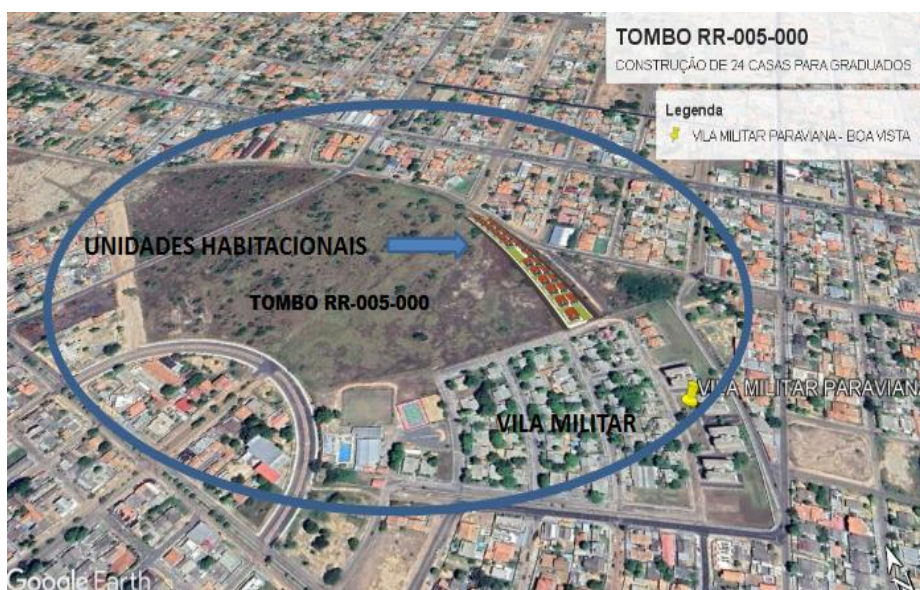 TOMBO RR-005-000
CONSTRUÇÃO DE 24 CASAS PARA GRADUADOS
Legenda
VILA MILITAR PARAVIANA - BOA VISTA
UNIDADES HABITACIONAIS
TOMBO RR-005-000
VILA MILITAR PARAVIAN
VILA MILITAR
Google Earth
N